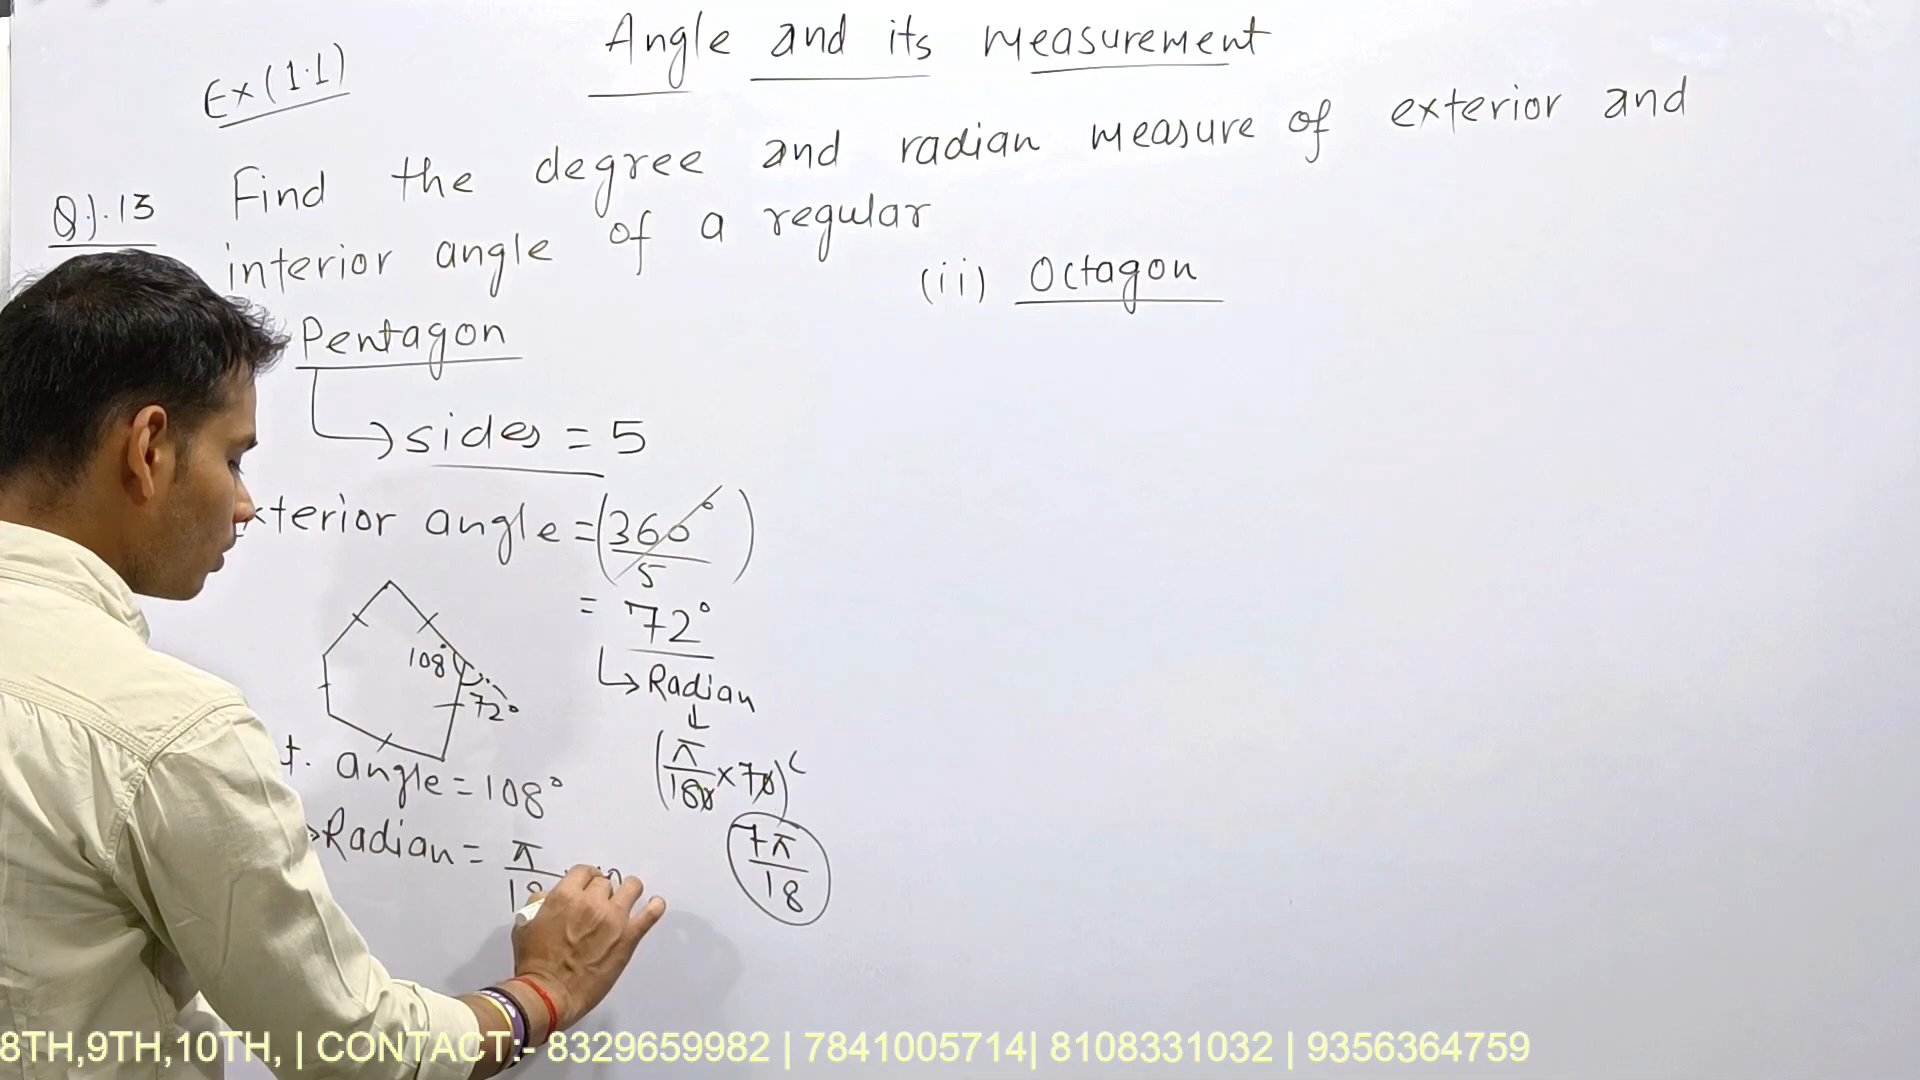 Angle and its measurement
Ex(1.1)
Q).13 Find the degree and radian measure of exterior and
interior angle of a regular
Pentagon
(ii) Octagon
sides = 5
xterior angle = (360°/5)
= 72°
Radian
108°
72°
(π/180 × 70)ᶜ
7π/18
t. angle = 108°
Radian = π/18
8TH,9TH,10TH, | CONTACT:- 8329659982 | 7841005714| 8108331032 | 9356364759